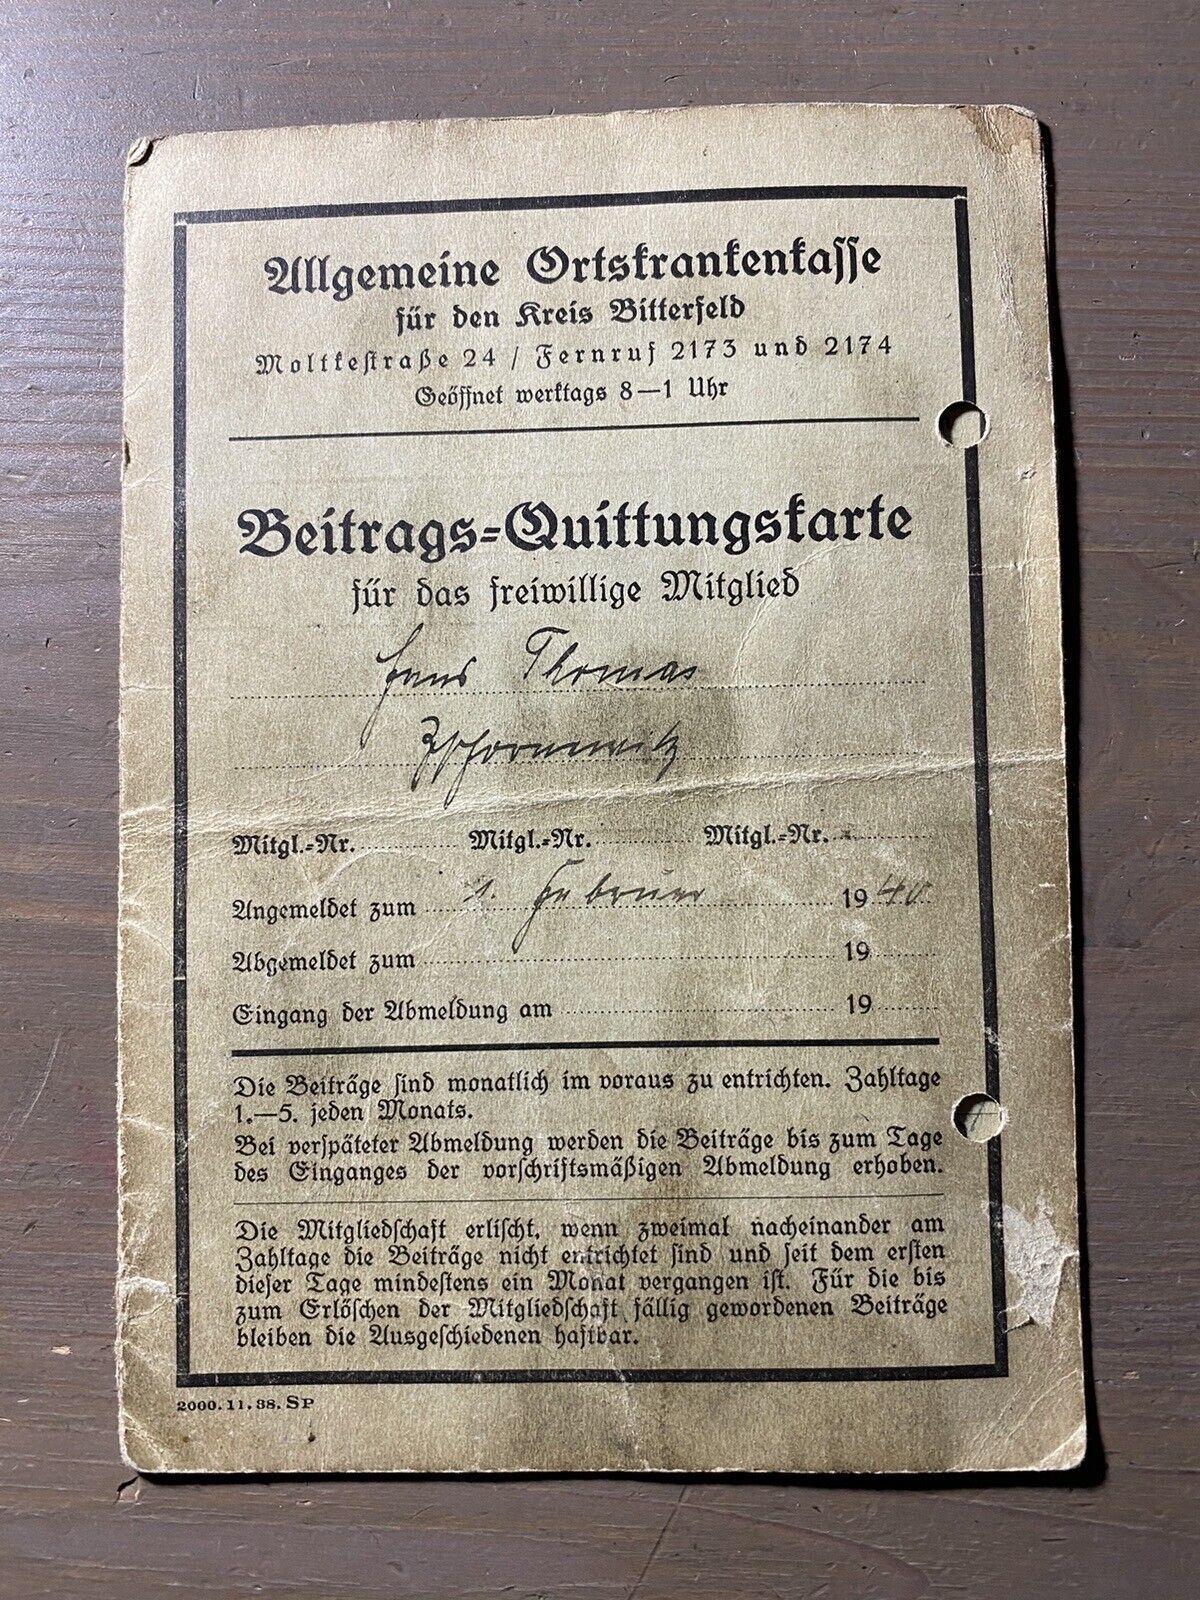 Allgemeine Ortskrankenkasse
für den Kreis Bitterfeld
Moltkestraße 24 / Fernruf 2173 und 2174
Geöffnet werktags 8—1 Uhr
Beitrags=Quittungskarte
für das freiwillige Mitglied
Hans Thomas
Zschornewitz
Mitgl.=Nr. Mitgl.=Nr. Mitgl.=Nr.
Angemeldet zum 1. Februar 1940
Abgemeldet zum 19
Eingang der Abmeldung am 19
Die Beiträge sind monatlich im voraus zu entrichten. Zahltage
1.—5. jeden Monats.
Bei verspäteter Abmeldung werden die Beiträge bis zum Tage
des Einganges der vorschriftsmäßigen Abmeldung erhoben.
Die Mitgliedschaft erlischt, wenn zweimal nacheinander am
Zahltage die Beiträge nicht entrichtet sind und seit dem ersten
dieser Tage mindestens ein Monat vergangen ist. Für die bis
zum Erlöschen der Mitgliedschaft fällig gewordenen Beiträge
bleiben die Ausgeschiedenen haftbar.
2000. 11. 38. SP